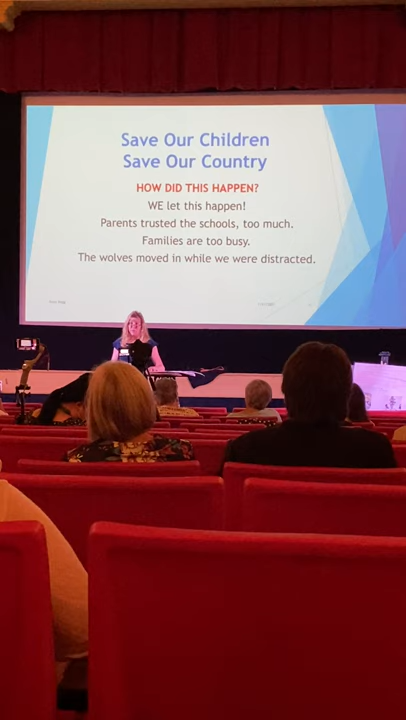 Save Our Children
Save Our Country
HOW DID THIS HAPPEN?
WE let this happen!
Parents trusted the schools, too much.
Families are too busy.
The wolves moved in while we were distracted.